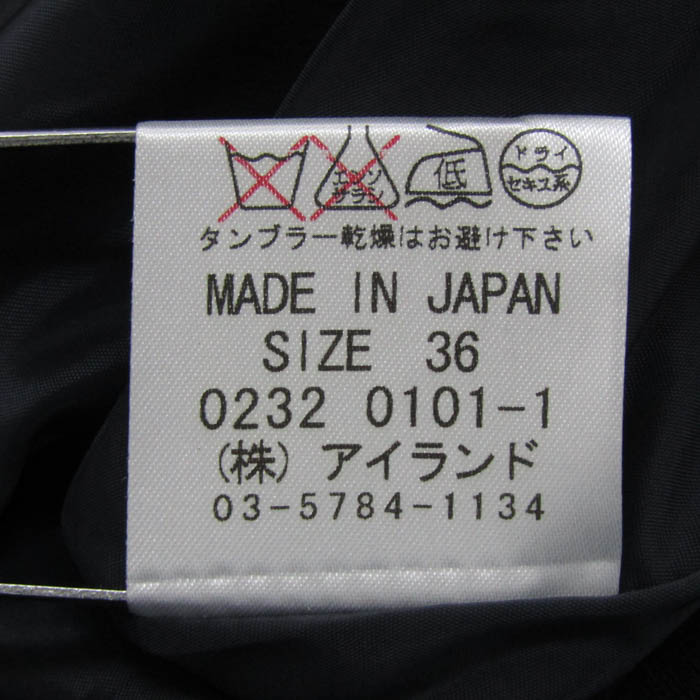 エンソ サラシ 低 ドライ セキユ系
タンブラー乾燥はお避け下さい
MADE IN JAPAN
SIZE 36
0232 0101-1
(株)アイランド
03-5784-1134